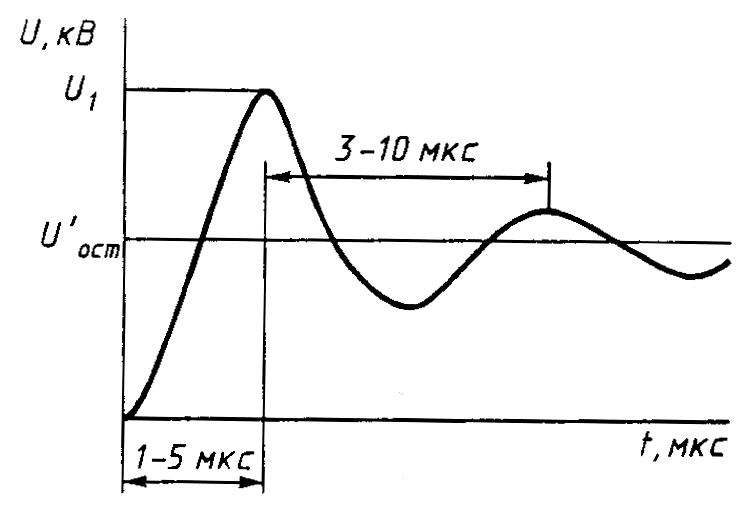 U, кВ
U₁
3-10 мкс
U'ост
t, мкс
1-5 мкс